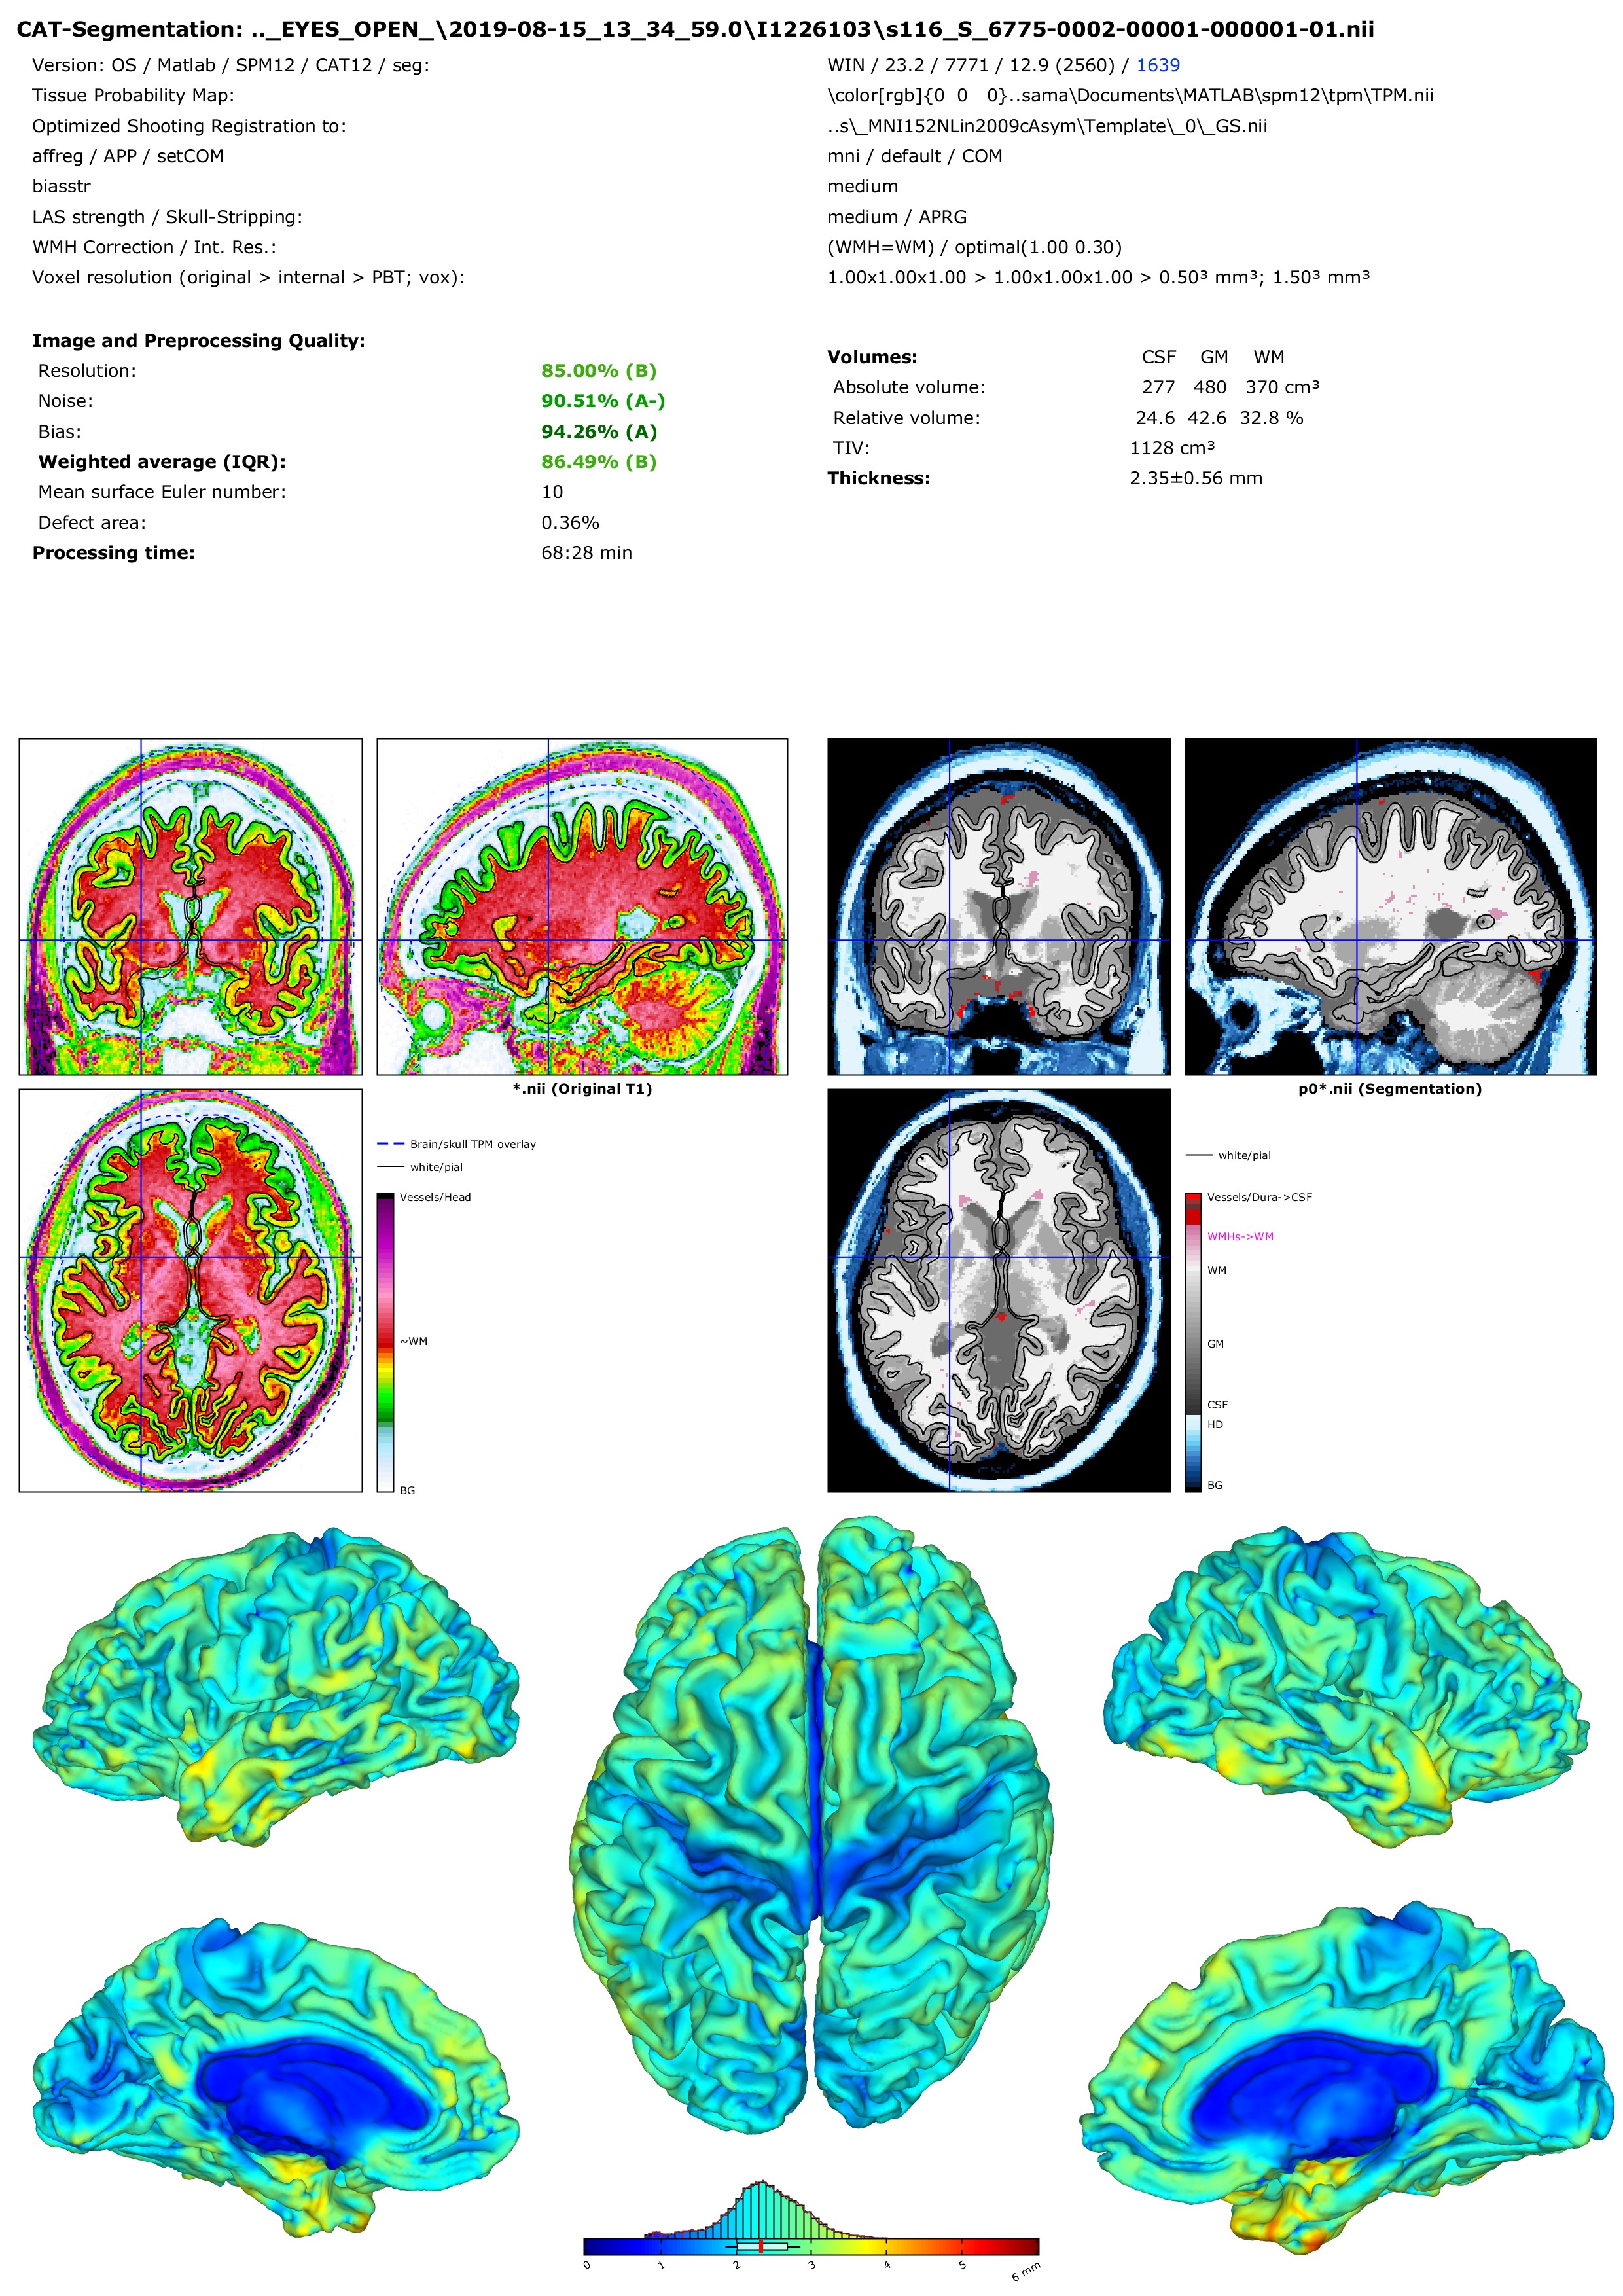 CAT-Segmentation: .._EYES_OPEN_\2019-08-15_13_34_59.0\I1226103\s116_S_6775-0002-00001-000001-01.nii
Version: OS / Matlab / SPM12 / CAT12 / seg: WIN / 23.2 / 7771 / 12.9 (2560) / 1639
Tissue Probability Map: \color[rgb]{0 0 0}..sama\Documents\MATLAB\spm12\tpm\TPM.nii
Optimized Shooting Registration to: ..s\_MNI152NLin2009cAsym\Template\_0\_GS.nii
affreg / APP / setCOM mni / default / COM
biasstr medium
LAS strength / Skull-Stripping: medium / APRG
WMH Correction / Int. Res.: (WMH=WM) / optimal(1.00 0.30)
Voxel resolution (original > internal > PBT; vox): 1.00x1.00x1.00 > 1.00x1.00x1.00 > 0.50³ mm³; 1.50³ mm³
Image and Preprocessing Quality:
Resolution: 85.00% (B)
Noise: 90.51% (A-)
Bias: 94.26% (A)
Weighted average (IQR): 86.49% (B)
Mean surface Euler number: 10
Defect area: 0.36%
Processing time: 68:28 min
Volumes: CSF GM WM
Absolute volume: 277 480 370 cm³
Relative volume: 24.6 42.6 32.8 %
TIV: 1128 cm³
Thickness: 2.35±0.56 mm
*.nii (Original T1)
p0*.nii (Segmentation)
Brain/skull TPM overlay
white/pial
Vessels/Head
~WM
BG
white/pial
Vessels/Dura->CSF
WMHs->WM
WM
GM
CSF
HD
BG
0 1 2 3 4 5 6 mm